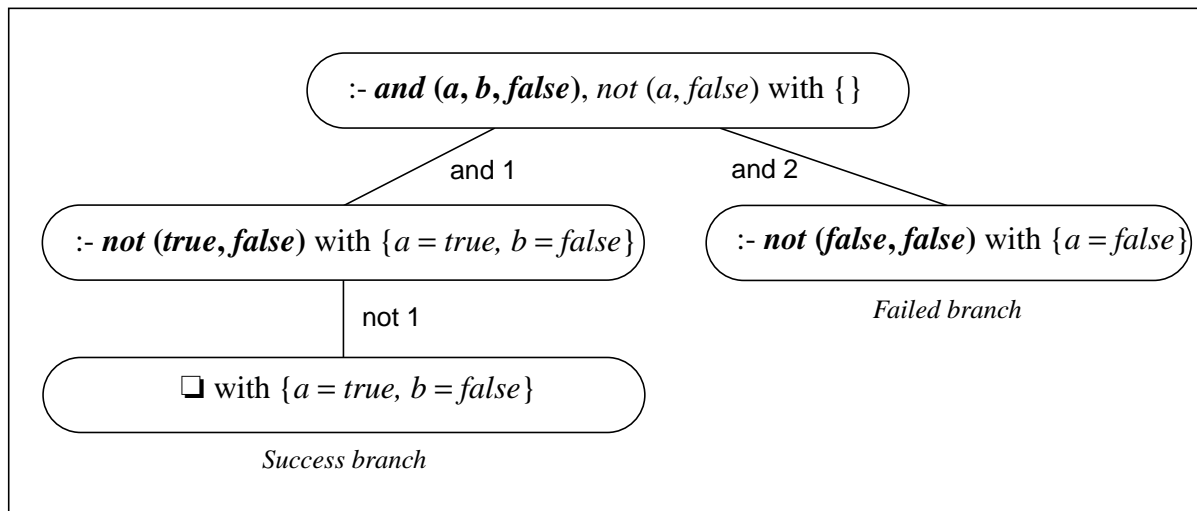 :- and (a, b, false), not (a, false) with {}
and 1
and 2
:- not (true, false) with {a = true, b = false}
:- not (false, false) with {a = false}
Failed branch
not 1
❏ with {a = true, b = false}
Success branch